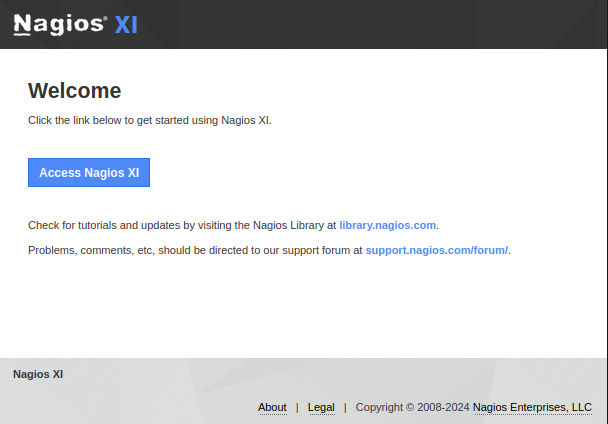 Nagios® XI
Welcome
Click the link below to get started using Nagios XI.
Access Nagios XI
Check for tutorials and updates by visiting the Nagios Library at library.nagios.com.
Problems, comments, etc, should be directed to our support forum at support.nagios.com/forum/.
Nagios XI
About | Legal | Copyright © 2008-2024 Nagios Enterprises, LLC